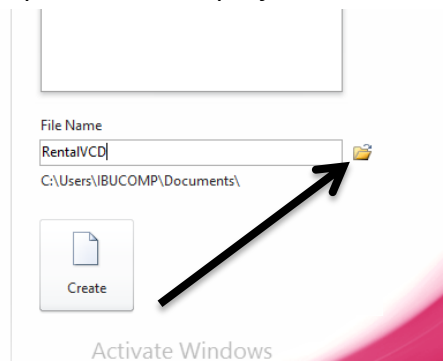 File Name
RentalVCD
C:\Users\IBUCOMP\Documents\
Create
Activate Windows